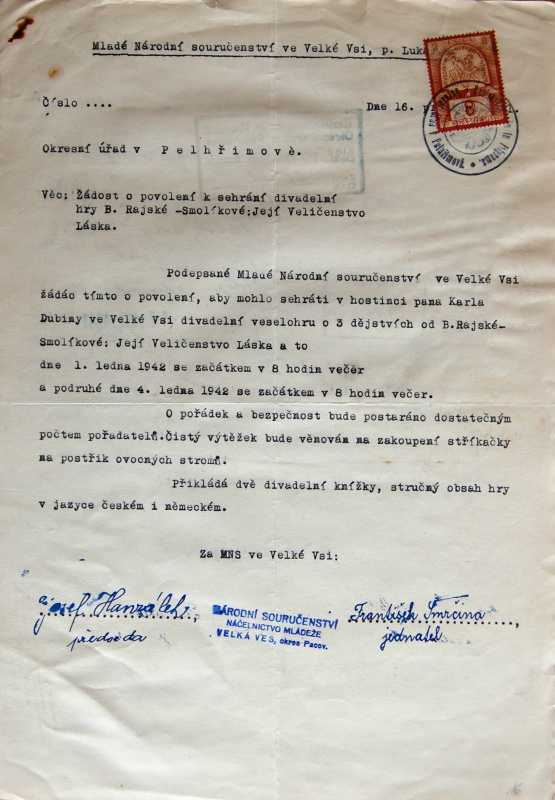 Mladé Národní souručenství ve Velké Vsi, p.
Číslo ....
Dne 16.
Okresní úřad v Pelhřimově.
Věc; Žádost o povolení k sehrání divadelní
hry B. Rajské -Smolíkové;Její Veličenstvo
Láska.
Podepsané Mladé Národní souručenství ve Velké Vsi
žádác tímto o povolení, aby mohlo sehráti v hostinci pana Karla
Dubiny ve Velké Vsi divadelní veselohru o 3 dějstvích od B.Rajské-
Smolíkové; Její Veličenstvo Láska a to
dne 1. ledna 1942 se začátkem v 8 hodin večer
a podruhé dne 4. ledna 1942 se začátkem v 8 hodin večer.
O pořádek a bezpečnost bude postaráno dostatečným
počtem pořadatelů.Čistý výtěžek bude věnován na zakoupení stříkačky
na postřik ovocných stromů.
Přikládá dvě divadelní knížky, stručný obsah hry
v jazyce českém i německém.
Za MNS ve Velké Vsi:
Josef Hanzálek,
předseda
NÁRODNÍ SOURUČENSTVÍ
NÁČELNICTVO MLÁDEŽE
VELKÁ VES, okres Pacov.
František Smrčina,
jednatel